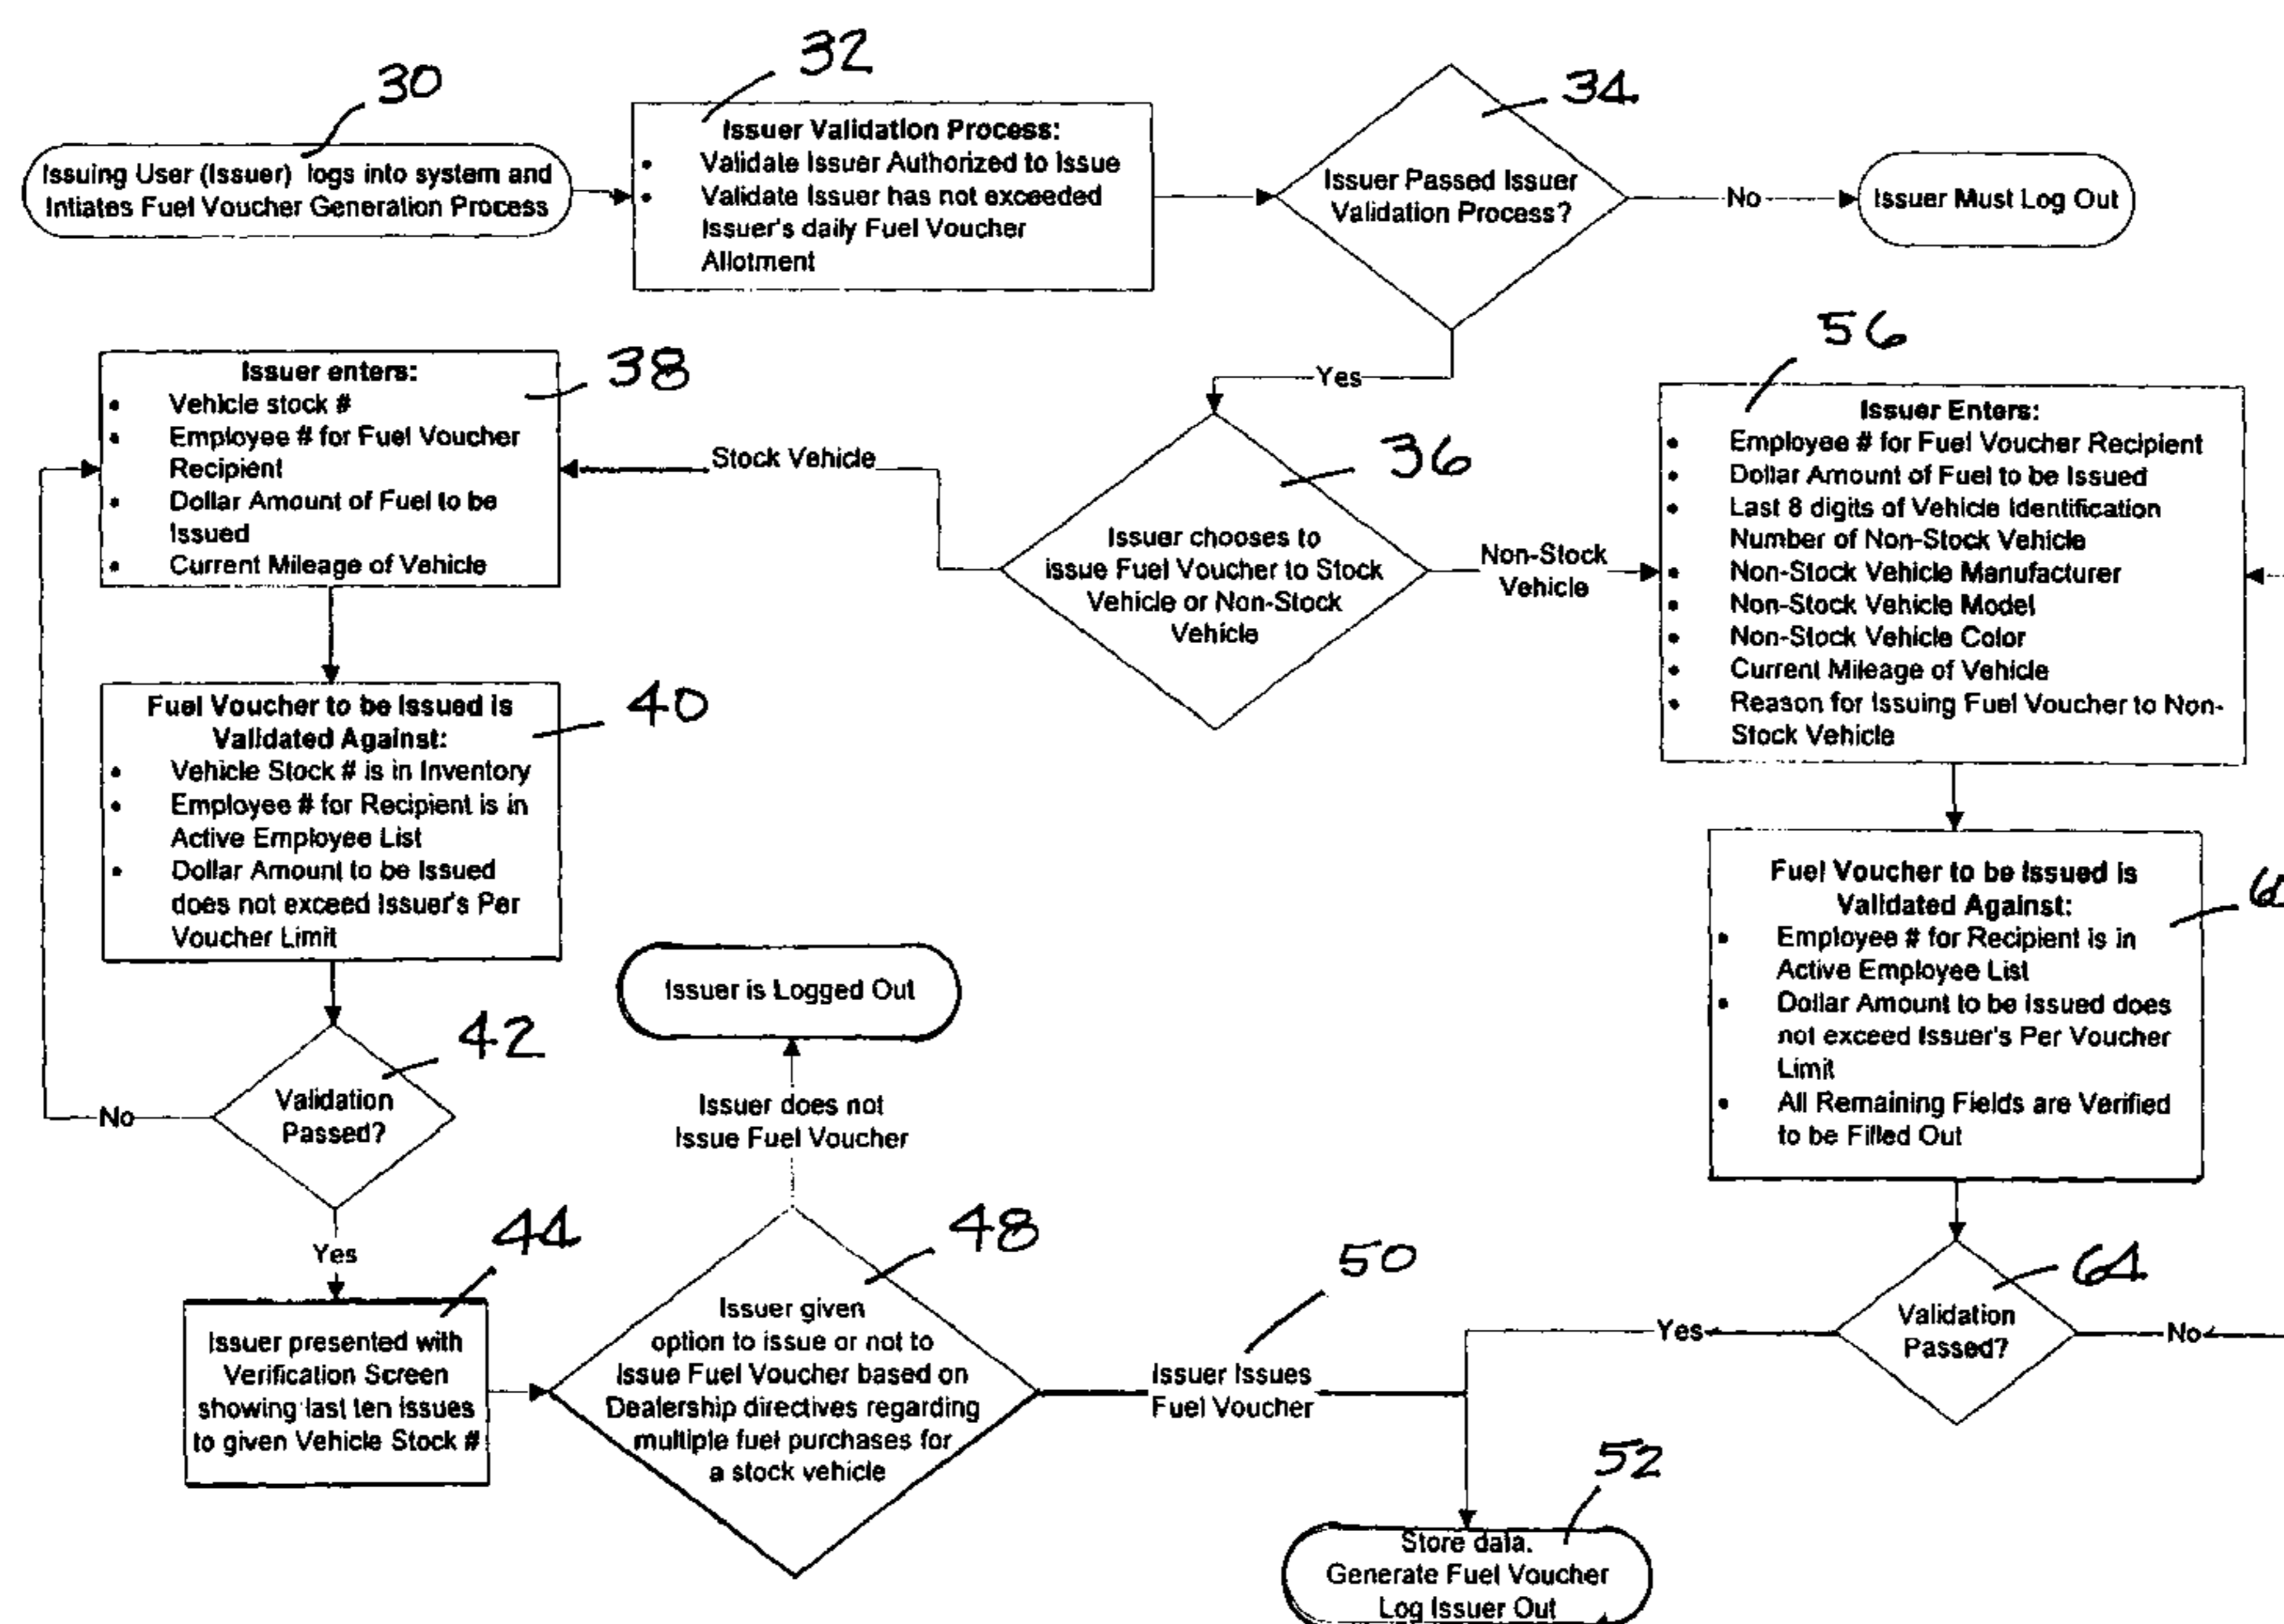 30
Issuing User (Issuer) logs into system and
Intiates Fuel Voucher Generation Process
32
Issuer Validation Process:
• Validate Issuer Authorized to Issue
• Validate Issuer has not exceeded
Issuer's daily Fuel Voucher
Allotment
34
Issuer Passed Issuer
Validation Process?
No
Issuer Must Log Out
Yes
38
Issuer enters:
• Vehicle stock #
• Employee # for Fuel Voucher
Recipient
• Dollar Amount of Fuel to be
Issued
• Current Mileage of Vehicle
Stock Vehicle
36
Issuer chooses to
issue Fuel Voucher to Stock
Vehicle or Non-Stock
Vehicle
Non-Stock
Vehicle
56
Issuer Enters:
• Employee # for Fuel Voucher Recipient
• Dollar Amount of Fuel to be Issued
• Last 8 digits of Vehicle Identification
Number of Non-Stock Vehicle
• Non-Stock Vehicle Manufacturer
• Non-Stock Vehicle Model
• Non-Stock Vehicle Color
• Current Mileage of Vehicle
• Reason for Issuing Fuel Voucher to Non-
Stock Vehicle
40
Fuel Voucher to be Issued is
Validated Against:
• Vehicle Stock # is in Inventory
• Employee # for Recipient is in
Active Employee List
• Dollar Amount to be Issued
does not exceed Issuer's Per
Voucher Limit
Fuel Voucher to be Issued is
Validated Against:
• Employee # for Recipient is in
Active Employee List
• Dollar Amount to be Issued does
not exceed Issuer's Per Voucher
Limit
• All Remaining Fields are Verified
to be Filled Out
42
Validation
Passed?
No
Yes
Issuer is Logged Out
Issuer does not
Issue Fuel Voucher
44
Issuer presented with
Verification Screen
showing last ten issues
to given Vehicle Stock #
48
Issuer given
option to issue or not to
Issue Fuel Voucher based on
Dealership directives regarding
multiple fuel purchases for
a stock vehicle
50
Issuer Issues
Fuel Voucher
64
Validation
Passed?
Yes
No
52
Store data.
Generate Fuel Voucher
Log Issuer Out